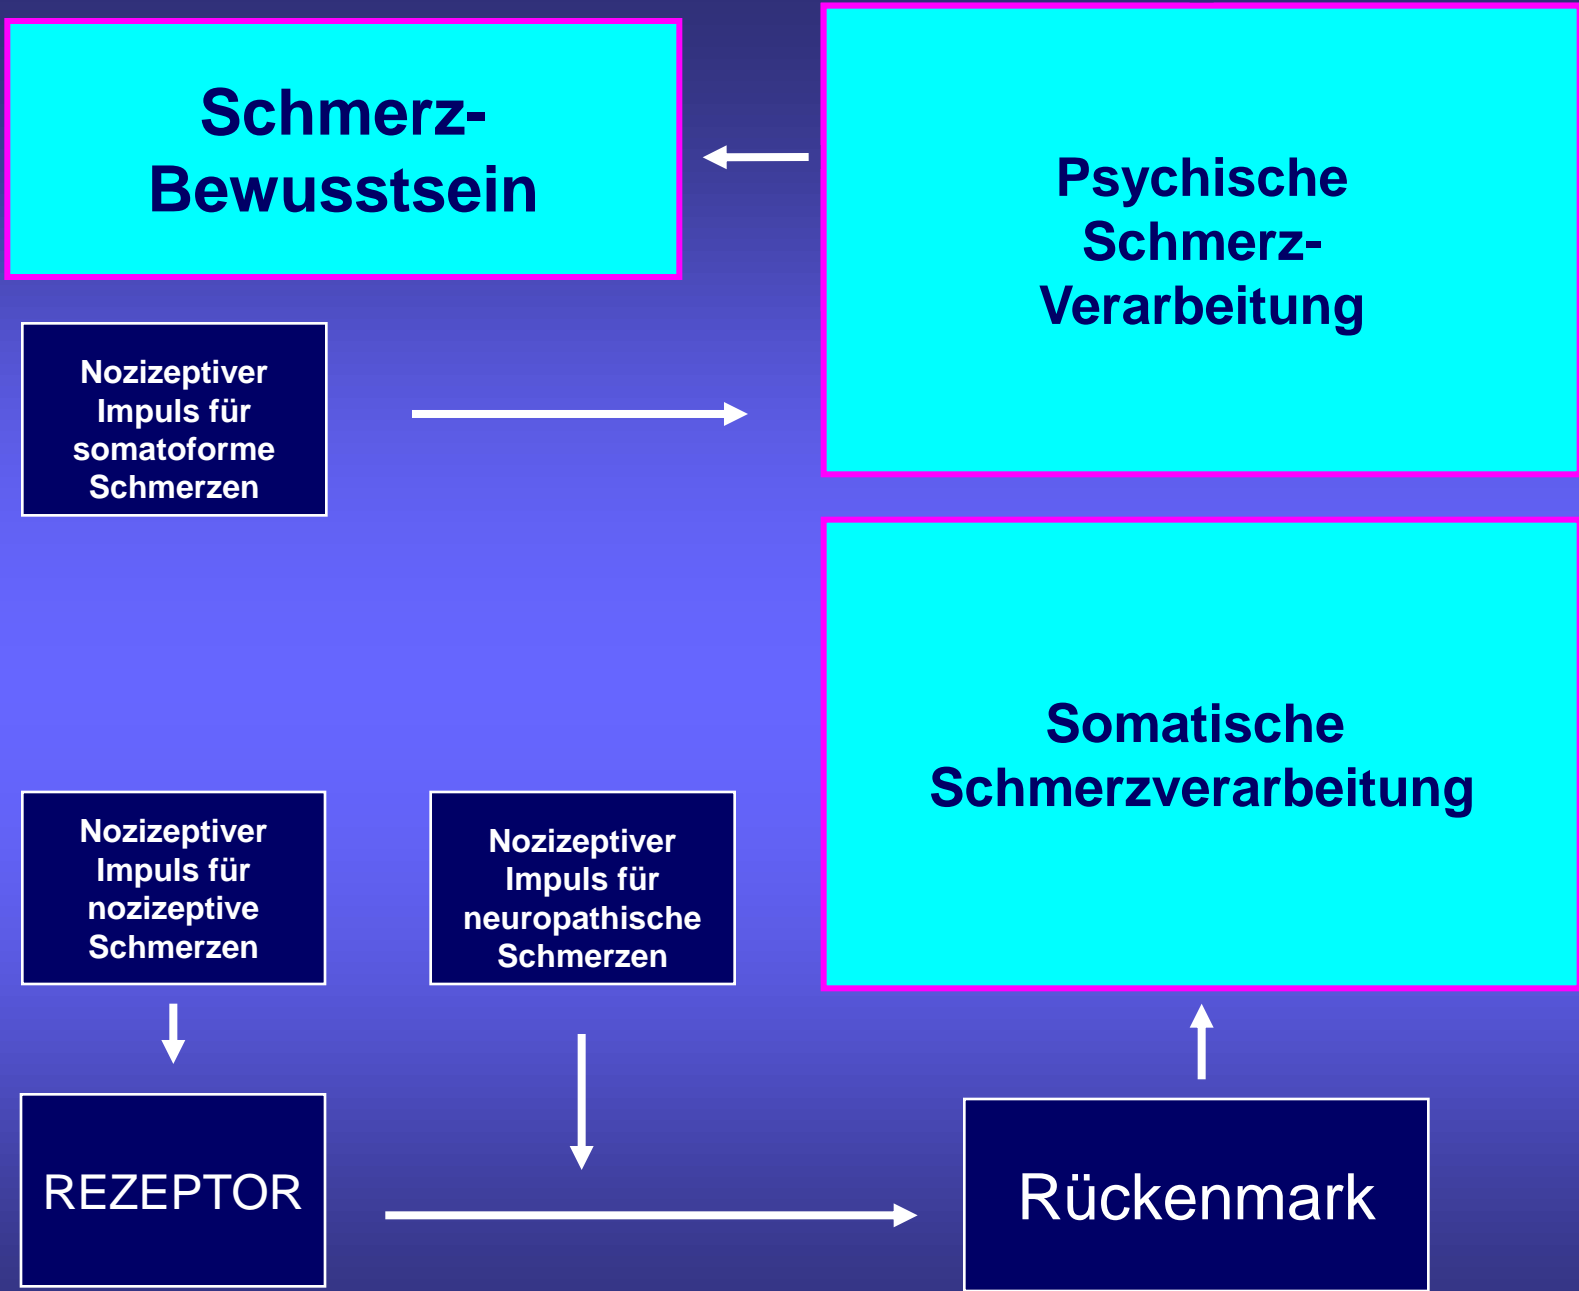 Schmerz-
Bewusstsein
Psychische
Schmerz-
Verarbeitung
Nozizeptiver
Impuls für
somatoforme
Schmerzen
Somatische
Schmerzverarbeitung
Nozizeptiver
Impuls für
nozizeptive
Schmerzen
Nozizeptiver
Impuls für
neuropathische
Schmerzen
REZEPTOR
Rückenmark